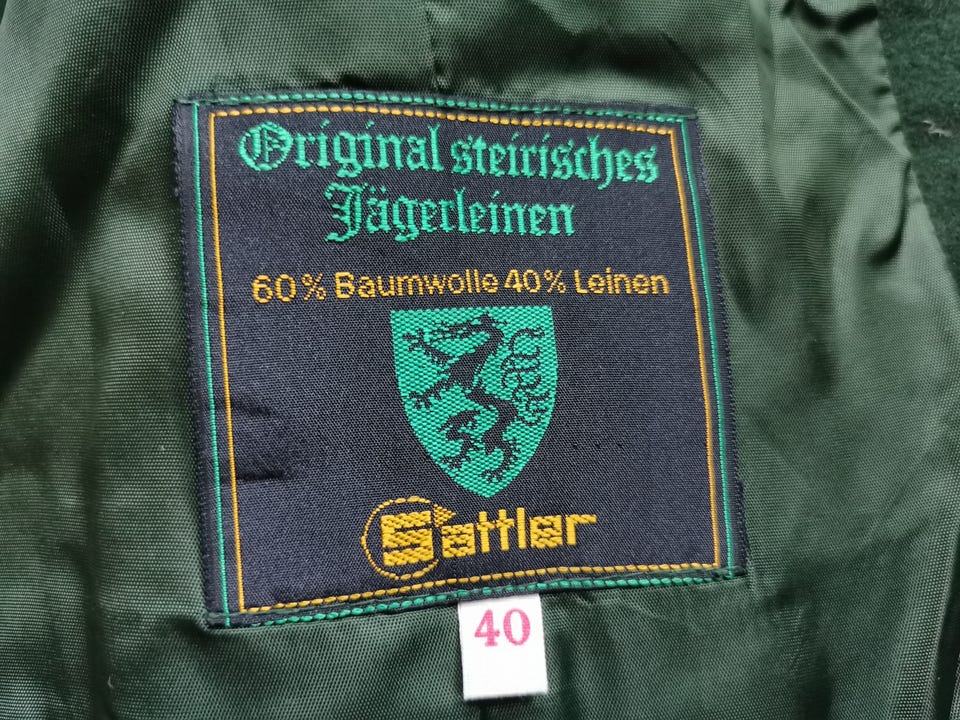 Original steirisches
Jägerleinen
60% Baumwolle 40% Leinen
Sattler
40